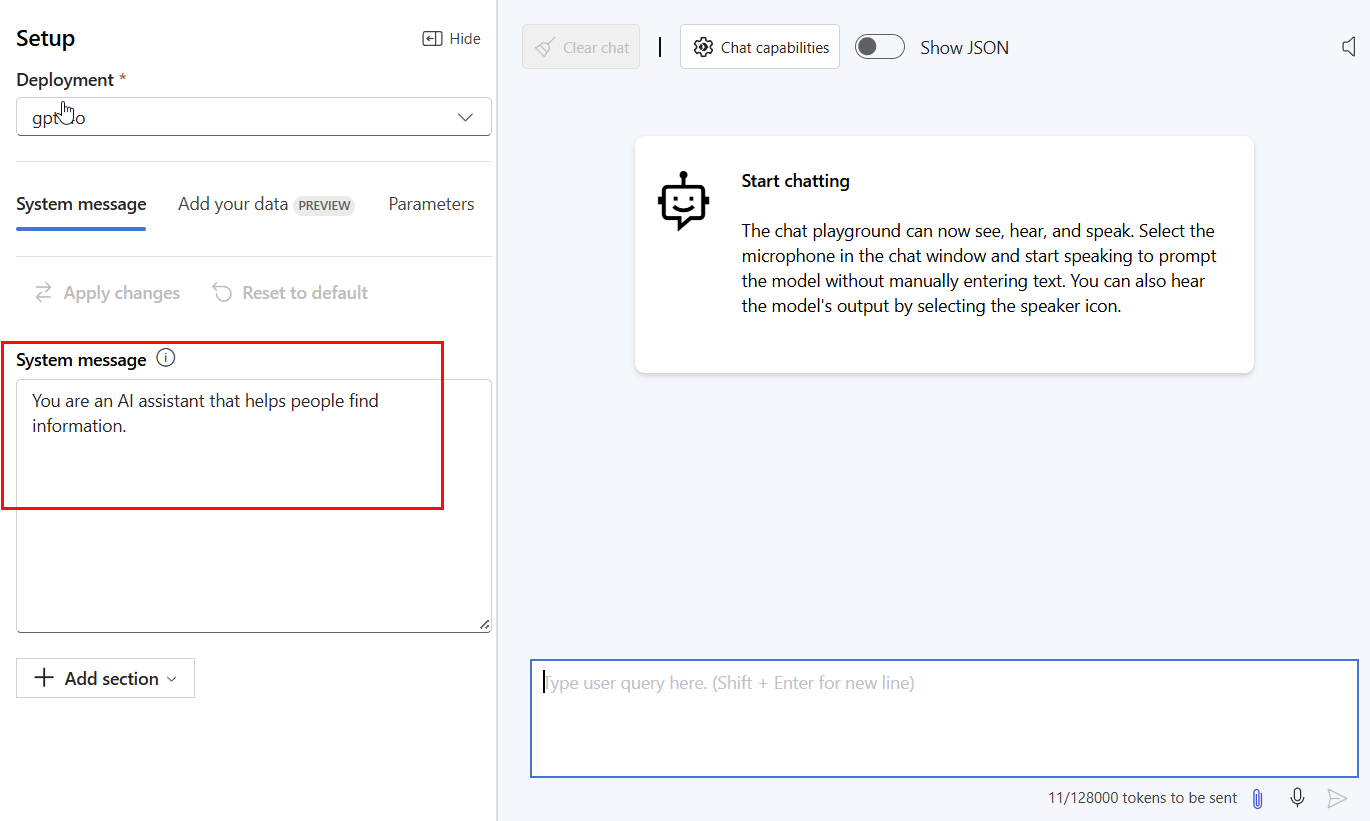 Setup
Hide
Deployment *
System message
Add your data PREVIEW
Parameters
Apply changes
Reset to default
System message
You are an AI assistant that helps people find
information.
Add section
Clear chat
Chat capabilities
Show JSON
Start chatting
The chat playground can now see, hear, and speak. Select the
microphone in the chat window and start speaking to prompt
the model without manually entering text. You can also hear
the model's output by selecting the speaker icon.
Type user query here. (Shift + Enter for new line)
11/128000 tokens to be sent